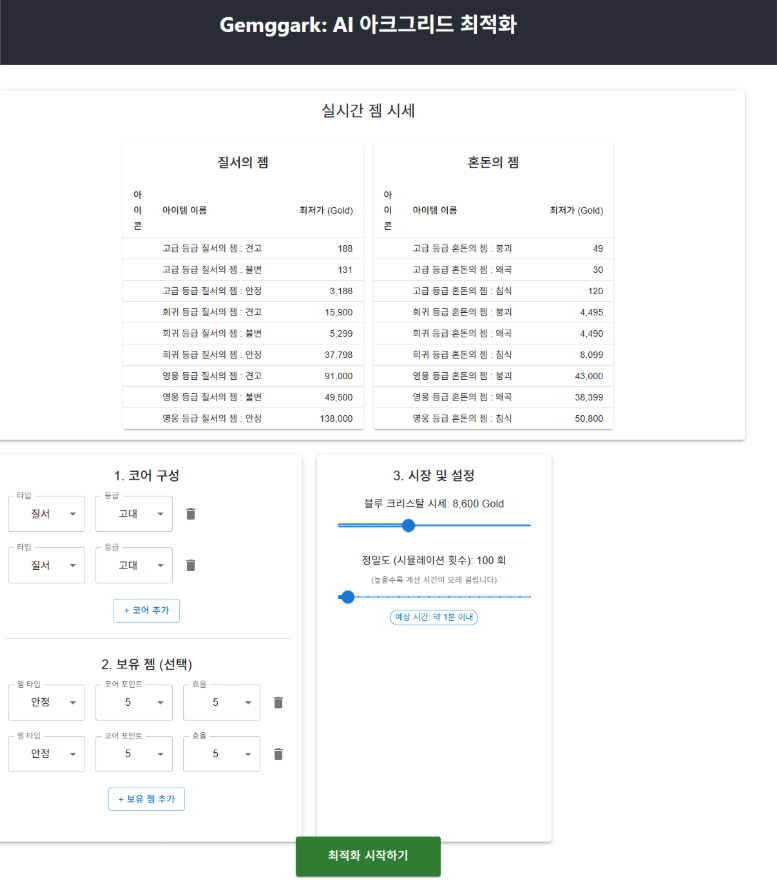 Gemggark: AI 아크그리드 최적화
실시간 젬 시세
질서의 젬
아이콘 아이템 이름 최저가 (Gold)
고급 등급 질서의 젬 : 견고 188
고급 등급 질서의 젬 : 불변 131
고급 등급 질서의 젬 : 안정 3,188
희귀 등급 질서의 젬 : 견고 15,900
희귀 등급 질서의 젬 : 불변 5,299
희귀 등급 질서의 젬 : 안정 37,798
영웅 등급 질서의 젬 : 견고 91,000
영웅 등급 질서의 젬 : 불변 49,500
영웅 등급 질서의 젬 : 안정 138,000
혼돈의 젬
아이콘 아이템 이름 최저가 (Gold)
고급 등급 혼돈의 젬 : 붕괴 49
고급 등급 혼돈의 젬 : 왜곡 30
고급 등급 혼돈의 젬 : 침식 120
희귀 등급 혼돈의 젬 : 붕괴 4,495
희귀 등급 혼돈의 젬 : 왜곡 4,490
희귀 등급 혼돈의 젬 : 침식 8,099
영웅 등급 혼돈의 젬 : 붕괴 43,000
영웅 등급 혼돈의 젬 : 왜곡 38,399
영웅 등급 혼돈의 젬 : 침식 50,800
1. 코어 구성
타입 등급
질서 고대
타입 등급
질서 고대
+ 코어 추가
2. 보유 젬 (선택)
젬 타입 코어 포인트 효율
안정 5 5
젬 타입 코어 포인트 효율
안정 5 5
+ 보유 젬 추가
3. 시장 및 설정
블루 크리스탈 시세: 8,600 Gold
정밀도 (시뮬레이션 횟수): 100 회
(높을수록 계산 시간이 오래 걸립니다)
예상 시간: 약 1분 이내
최적화 시작하기